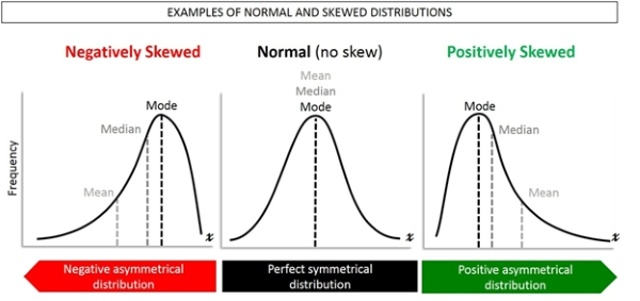 EXAMPLES OF NORMAL AND SKEWED DISTRIBUTIONS
Negatively Skewed
Normal (no skew)
Positively Skewed
Frequency
Mode
Median
Mean
x
Mean
Median
Mode
x
Mode
Median
Mean
x
Negative asymmetrical
distribution
Perfect symmetrical
distribution
Positive asymmetrical
distribution